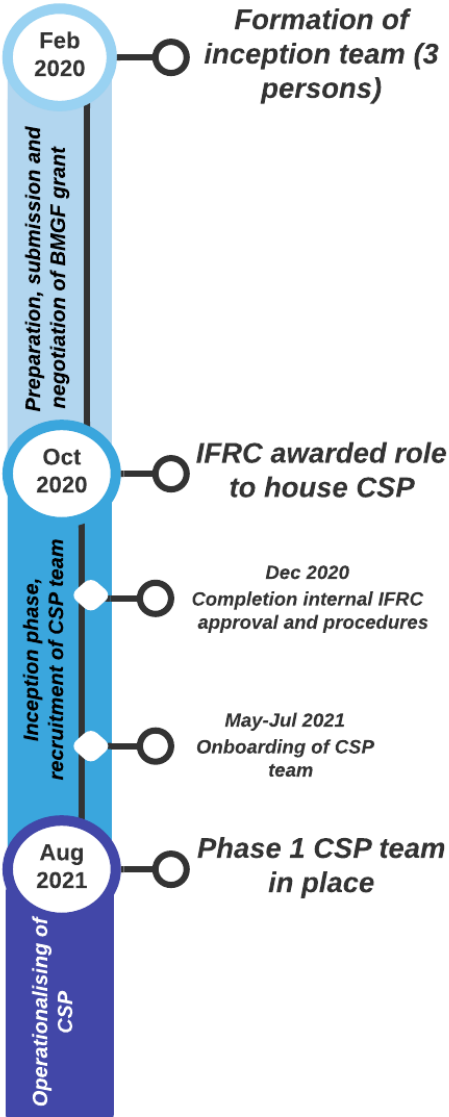 Feb
2020
Formation of
inception team (3
persons)
Preparation, submission and
negotiation of BMGF grant
Oct
2020
IFRC awarded role
to house CSP
Inception phase,
recruitment of CSP team
Dec 2020
Completion internal IFRC
approval and procedures
May-Jul 2021
Onboarding of CSP
team
Aug
2021
Phase 1 CSP team
in place
Operationalising of
CSP